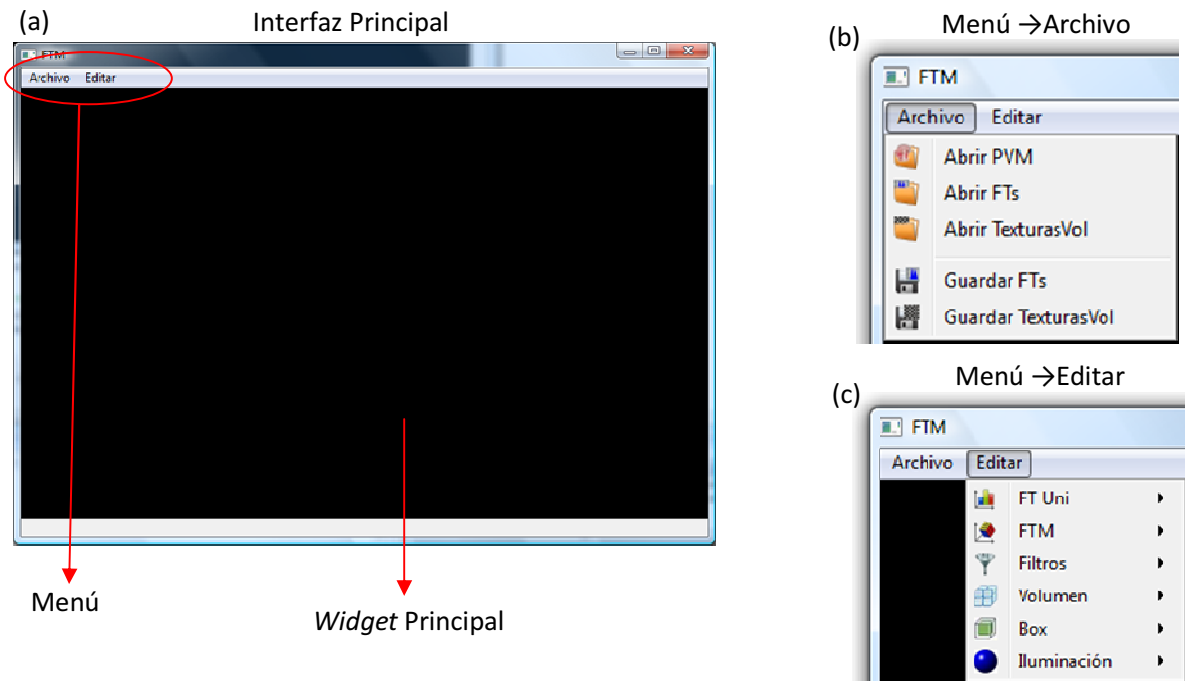 (a)
Interfaz Principal
FTM
Archivo Editar
Menú
Widget Principal
(b)
Menú →Archivo
FTM
Archivo Editar
Abrir PVM
Abrir FTs
Abrir TexturasVol
Guardar FTs
Guardar TexturasVol
(c)
Menú →Editar
FTM
Archivo Editar
FT Uni
FTM
Filtros
Volumen
Box
Iluminación